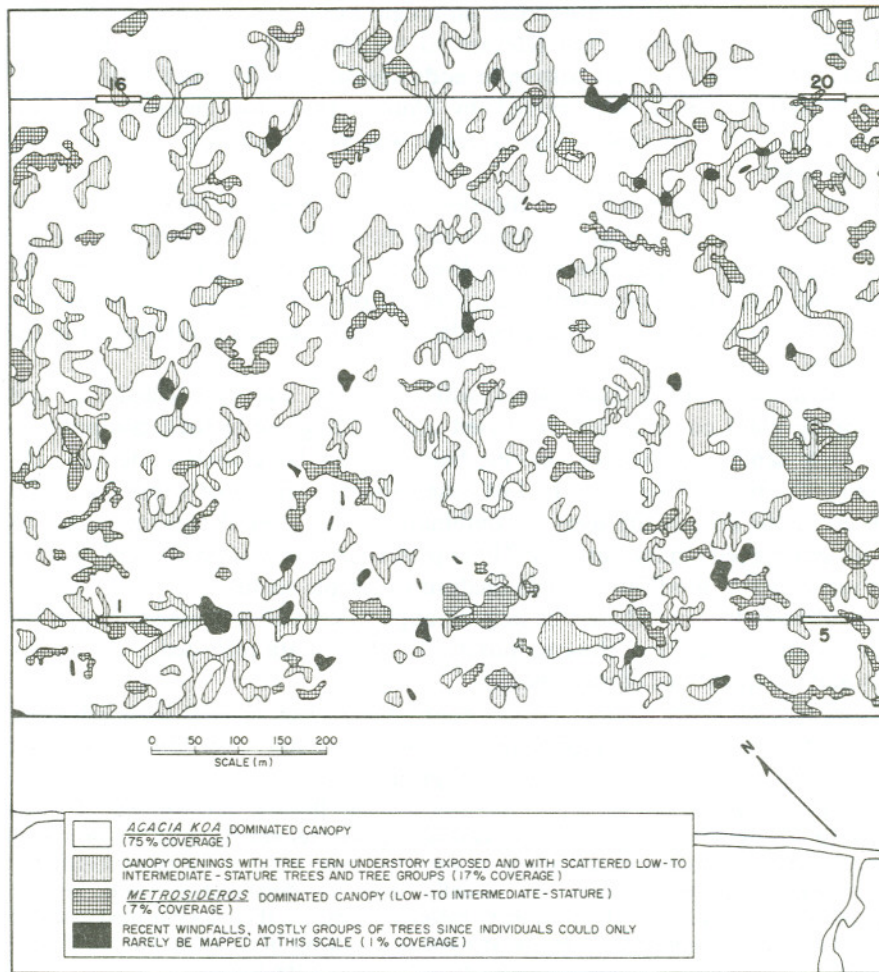 16
20
1
5
0 50 100 150 200
SCALE (m)
N
ACACIA KOA DOMINATED CANOPY
(75% COVERAGE)
CANOPY OPENINGS WITH TREE FERN UNDERSTORY EXPOSED AND WITH SCATTERED LOW-TO
INTERMEDIATE-STATURE TREES AND TREE GROUPS (17% COVERAGE)
METROSIDEROS DOMINATED CANOPY (LOW-TO INTERMEDIATE-STATURE)
(7% COVERAGE)
RECENT WINDFALLS, MOSTLY GROUPS OF TREES SINCE INDIVIDUALS COULD ONLY
RARELY BE MAPPED AT THIS SCALE (1% COVERAGE)